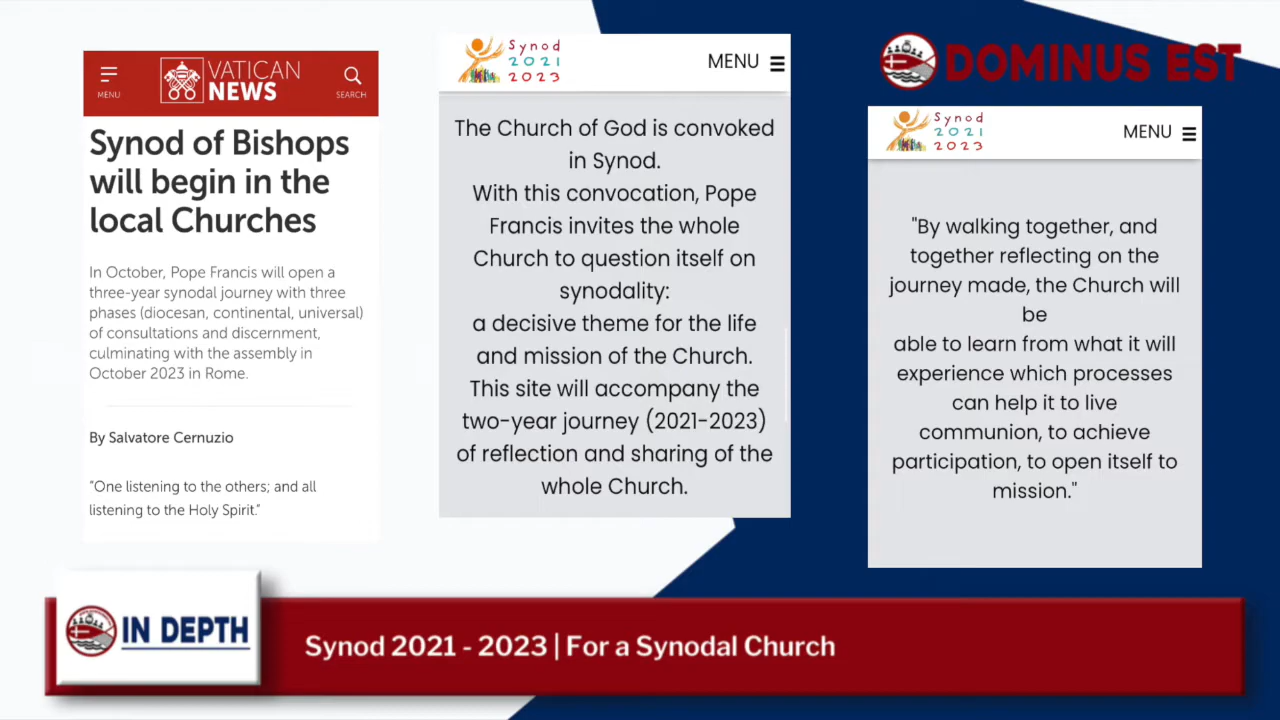 MENU
VATICAN
NEWS
SEARCH
Synod of Bishops
will begin in the
local Churches
In October, Pope Francis will open a
three-year synodal journey with three
phases (diocesan, continental, universal)
of consultations and discernment,
culminating with the assembly in
October 2023 in Rome.
By Salvatore Cernuzio
“One listening to the others; and all
listening to the Holy Spirit.”
Synod
2021
2023
MENU
The Church of God is convoked
in Synod.
With this convocation, Pope
Francis invites the whole
Church to question itself on
synodality:
a decisive theme for the life
and mission of the Church.
This site will accompany the
two-year journey (2021-2023)
of reflection and sharing of the
whole Church.
DOMINUS EST
Synod
2021
2023
MENU
"By walking together, and
together reflecting on the
journey made, the Church will
be
able to learn from what it will
experience which processes
can help it to live
communion, to achieve
participation, to open itself to
mission."
IN DEPTH
Synod 2021 - 2023 | For a Synodal Church